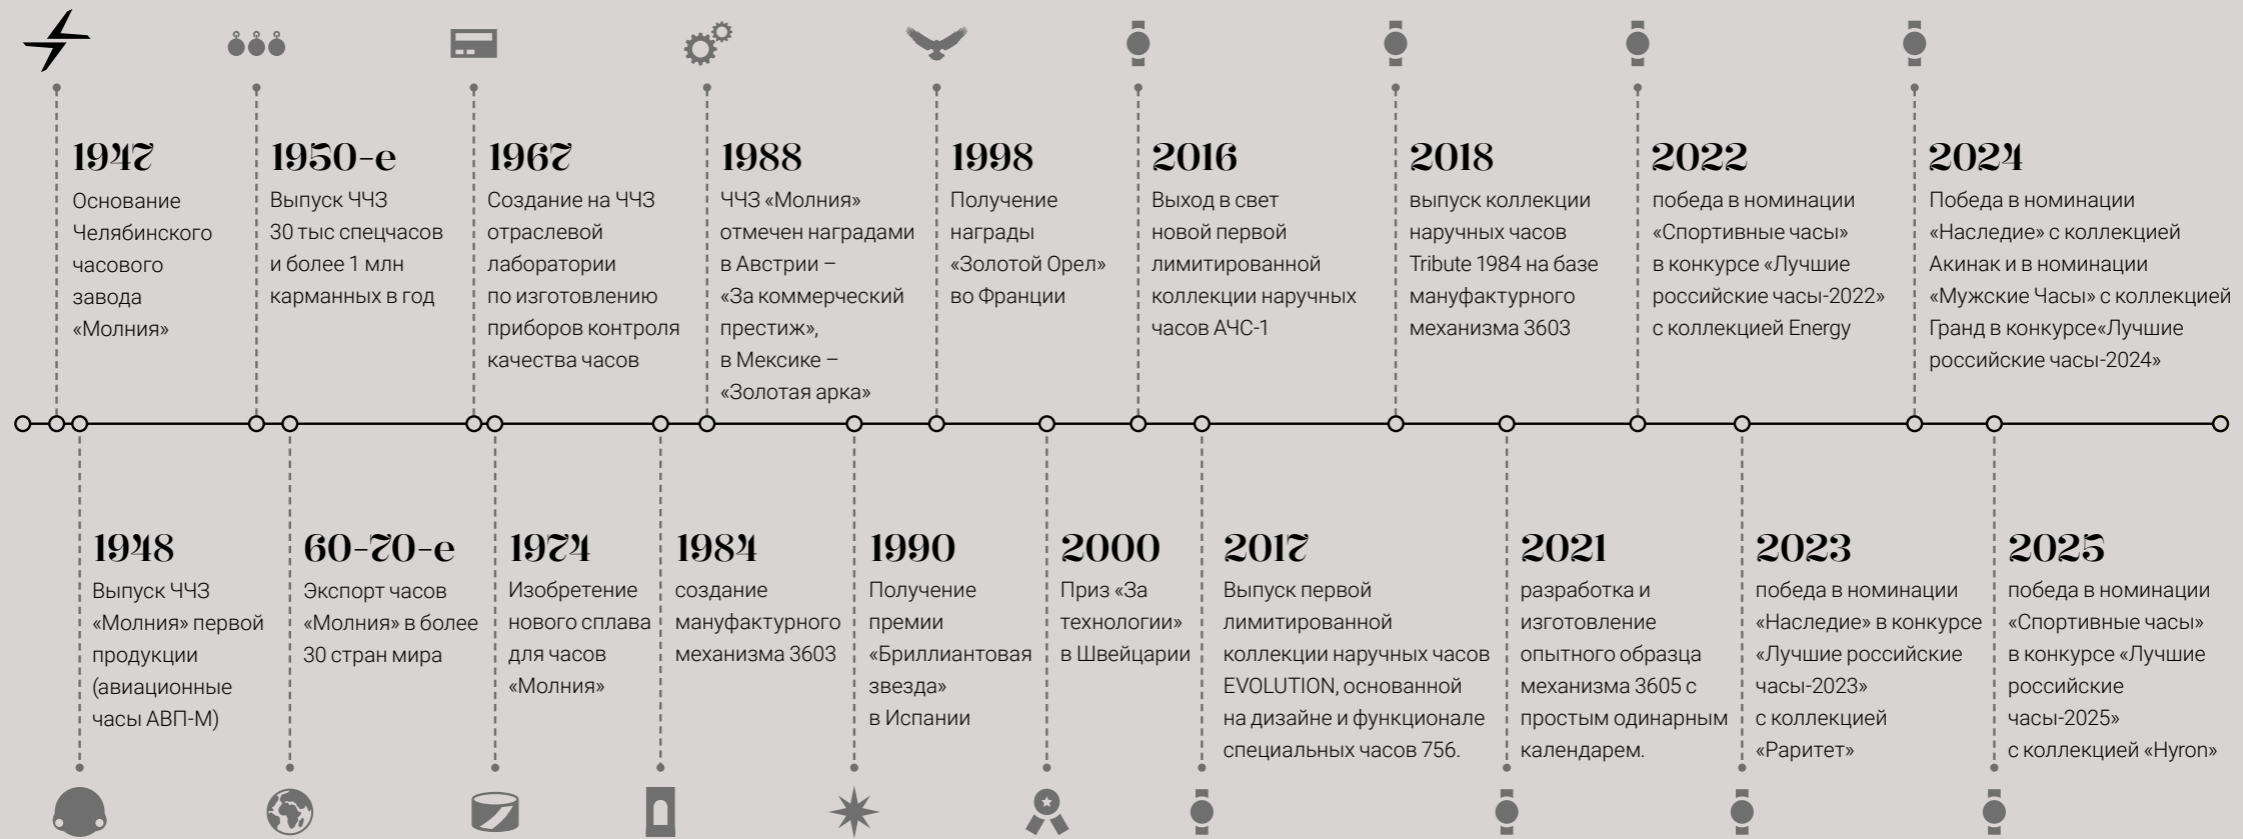 1947
Основание
Челябинского
часового
завода
«Молния»
1950-е
Выпуск ЧЧЗ
30 тыс спецчасов
и более 1 млн
карманных в год
1967
Создание на ЧЧЗ
отраслевой
лаборатории
по изготовлению
приборов контроля
качества часов
1988
ЧЧЗ «Молния»
отмечен наградами
в Австрии –
«За коммерческий
престиж»,
в Мексике –
«Золотая арка»
1998
Получение
награды
«Золотой Орел»
во Франции
2016
Выход в свет
новой первой
лимитированной
коллекции наручных
часов АЧС-1
2018
выпуск коллекции
наручных часов
Tribute 1984 на базе
мануфактурного
механизма 3603
2022
победа в номинации
«Спортивные часы»
в конкурсе «Лучшие
российские часы-2022»
с коллекцией Energy
2024
Победа в номинации
«Наследие» с коллекцией
Акинак и в номинации
«Мужские Часы» с коллекцией
Гранд в конкурсе«Лучшие
российские часы-2024»
1948
Выпуск ЧЧЗ
«Молния» первой
продукции
(авиационные
часы АВП-М)
60-70-е
Экспорт часов
«Молния» в более
30 стран мира
1974
Изобретение
нового сплава
для часов
«Молния»
1984
создание
мануфактурного
механизма 3603
1990
Получение
премии
«Бриллиантовая
звезда»
в Испании
2000
Приз «За
технологии»
в Швейцарии
2017
Выпуск первой
лимитированной
коллекции наручных часов
EVOLUTION, основанной
на дизайне и функционале
специальных часов 756.
2021
разработка и
изготовление
опытного образца
механизма 3605 с
простым одинарным
календарем.
2023
победа в номинации
«Наследие» в конкурсе
«Лучшие российские
часы-2023»
с коллекцией
«Раритет»
2025
победа в номинации
«Спортивные часы»
в конкурсе «Лучшие
российские
часы-2025»
с коллекцией «Hyron»